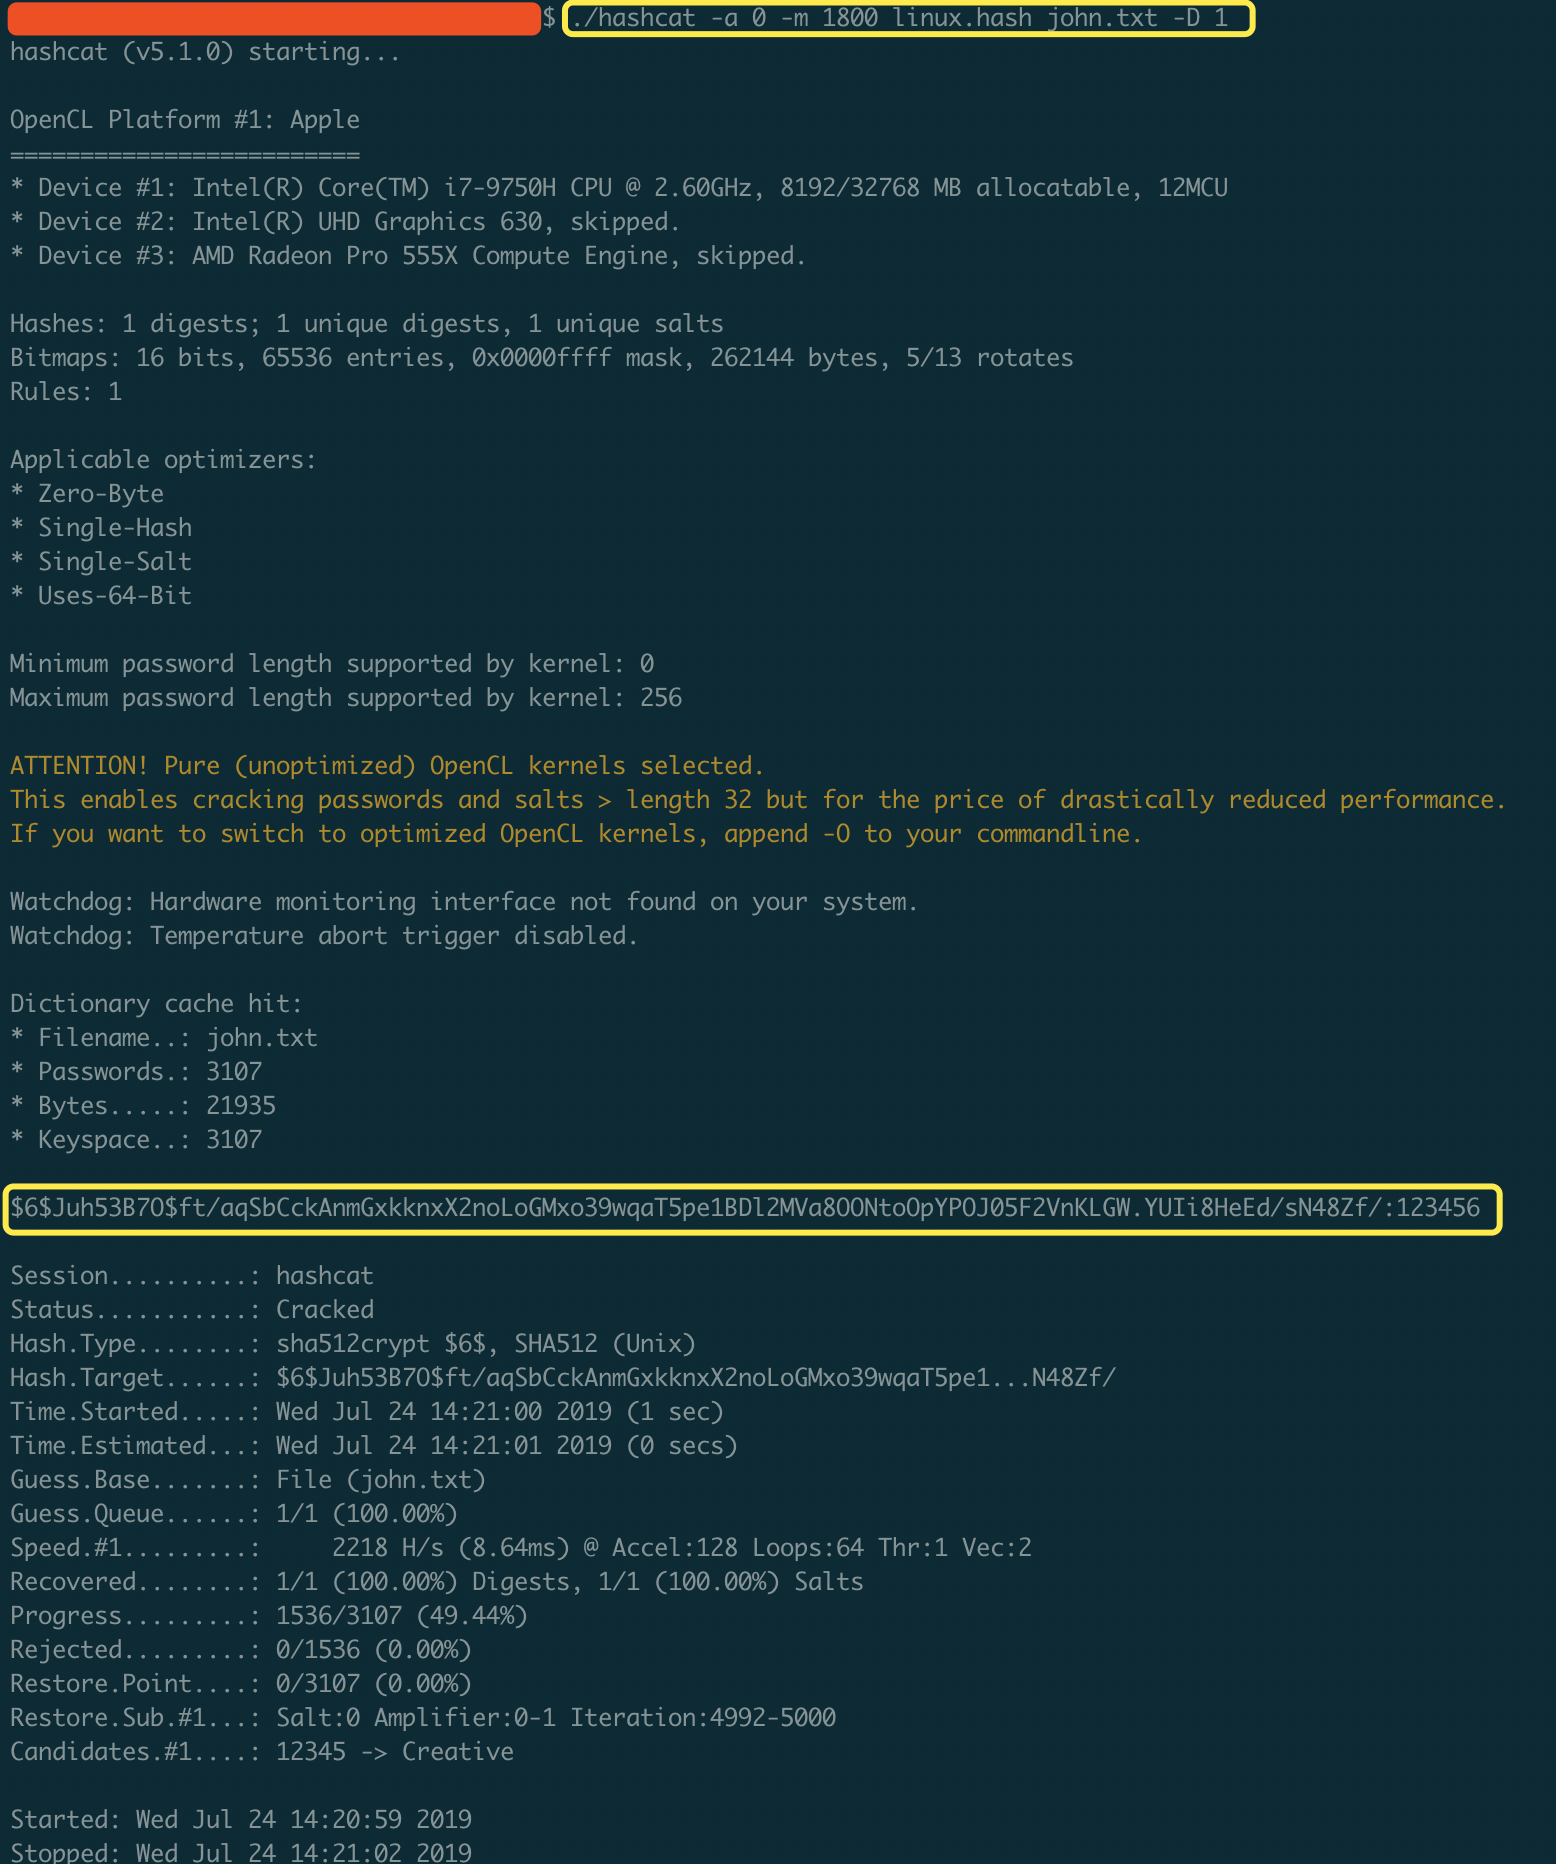 $ ./hashcat -a 0 -m 1800 linux.hash john.txt -D 1
hashcat (v5.1.0) starting...
OpenCL Platform #1: Apple
=========================
* Device #1: Intel(R) Core(TM) i7-9750H CPU @ 2.60GHz, 8192/32768 MB allocatable, 12MCU
* Device #2: Intel(R) UHD Graphics 630, skipped.
* Device #3: AMD Radeon Pro 555X Compute Engine, skipped.
Hashes: 1 digests; 1 unique digests, 1 unique salts
Bitmaps: 16 bits, 65536 entries, 0x0000ffff mask, 262144 bytes, 5/13 rotates
Rules: 1
Applicable optimizers:
* Zero-Byte
* Single-Hash
* Single-Salt
* Uses-64-Bit
Minimum password length supported by kernel: 0
Maximum password length supported by kernel: 256
ATTENTION! Pure (unoptimized) OpenCL kernels selected.
This enables cracking passwords and salts > length 32 but for the price of drastically reduced performance.
If you want to switch to optimized OpenCL kernels, append -O to your commandline.
Watchdog: Hardware monitoring interface not found on your system.
Watchdog: Temperature abort trigger disabled.
Dictionary cache hit:
* Filename..: john.txt
* Passwords.: 3107
* Bytes.....: 21935
* Keyspace..: 3107
$6$Juh53B7O$ft/aqSbCckAnmGxkknxX2noLoGMxo39wqaT5pe1BDl2MVa8OONtoOpYPOJ05F2VnKLGW.YUIi8HeEd/sN48Zf/:123456
Session..........: hashcat
Status...........: Cracked
Hash.Type........: sha512crypt $6$, SHA512 (Unix)
Hash.Target......: $6$Juh53B7O$ft/aqSbCckAnmGxkknxX2noLoGMxo39wqaT5pe1...N48Zf/
Time.Started.....: Wed Jul 24 14:21:00 2019 (1 sec)
Time.Estimated...: Wed Jul 24 14:21:01 2019 (0 secs)
Guess.Base.......: File (john.txt)
Guess.Queue......: 1/1 (100.00%)
Speed.#1.........:     2218 H/s (8.64ms) @ Accel:128 Loops:64 Thr:1 Vec:2
Recovered........: 1/1 (100.00%) Digests, 1/1 (100.00%) Salts
Progress.........: 1536/3107 (49.44%)
Rejected.........: 0/1536 (0.00%)
Restore.Point....: 0/3107 (0.00%)
Restore.Sub.#1...: Salt:0 Amplifier:0-1 Iteration:4992-5000
Candidates.#1....: 12345 -> Creative
Started: Wed Jul 24 14:20:59 2019
Stopped: Wed Jul 24 14:21:02 2019